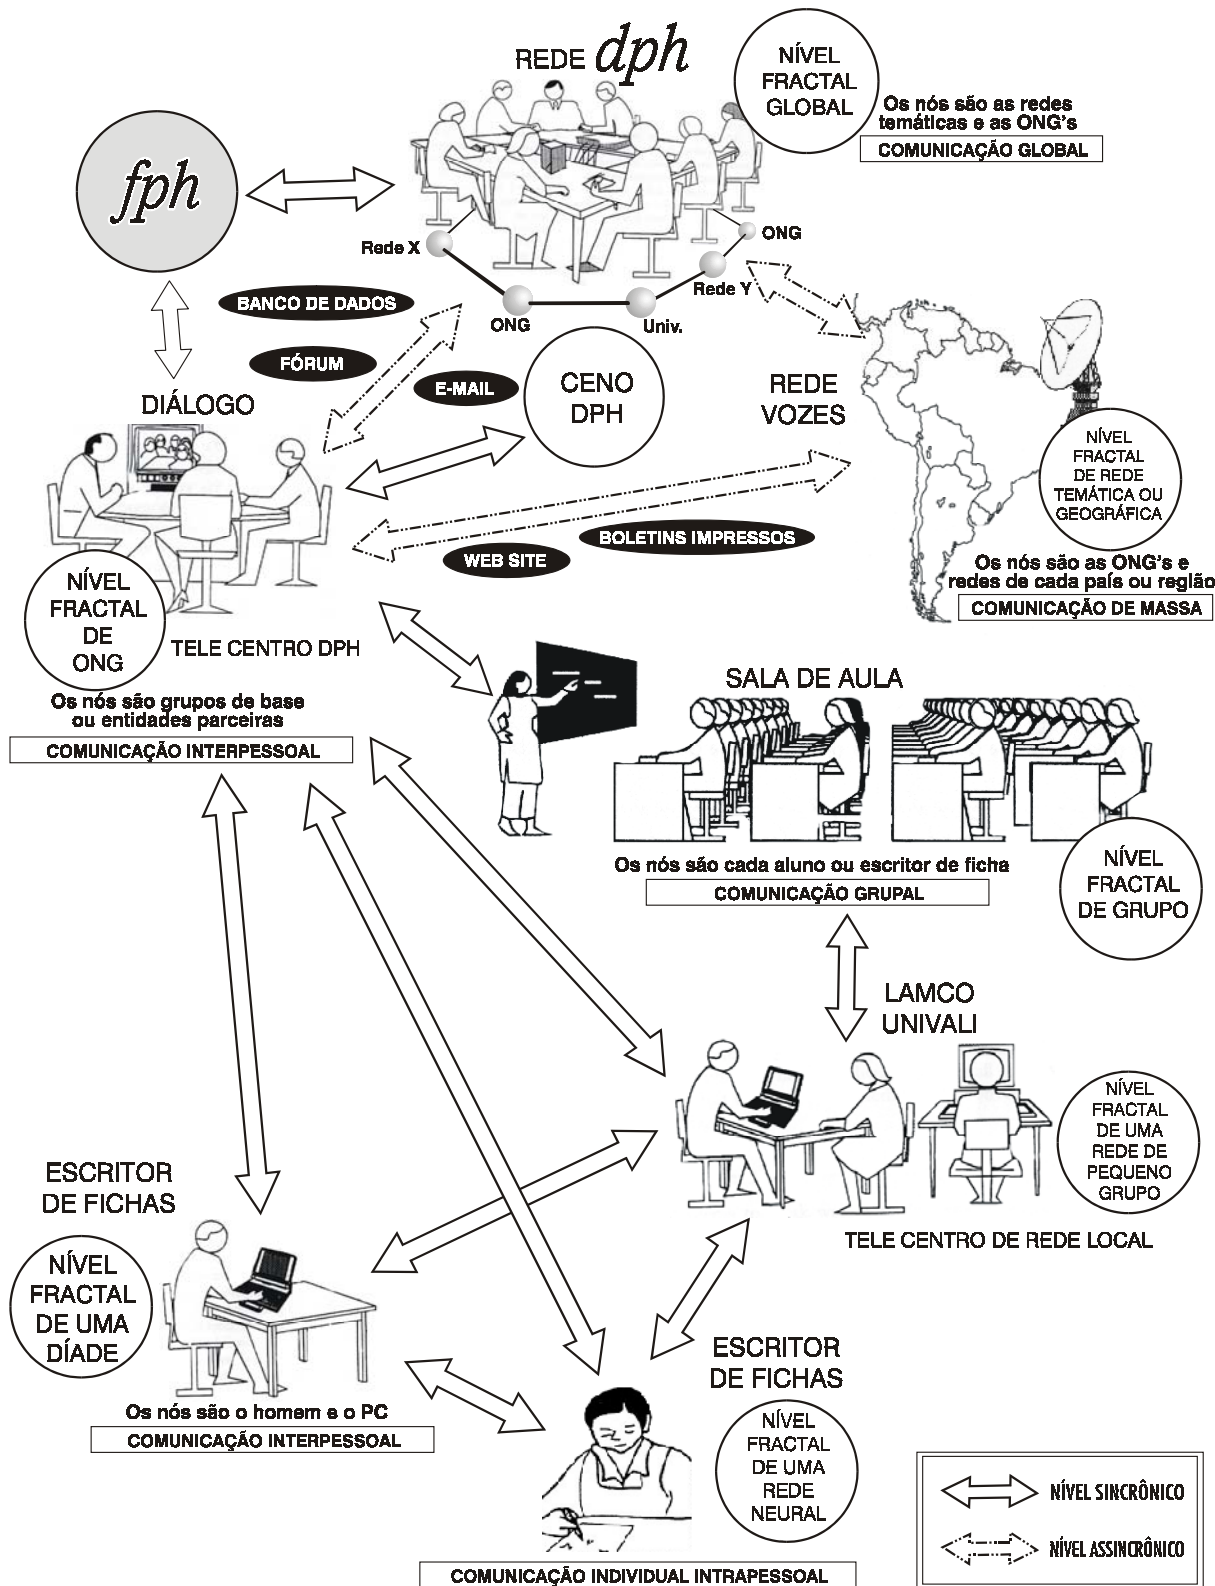 REDE dph
NÍVEL
FRACTAL
GLOBAL
Os nós são as redes
temáticas e as ONG's
COMUNICAÇÃO GLOBAL
fph
Rede X
ONG
Univ.
Rede Y
ONG
BANCO DE DADOS
FÓRUM
E-MAIL
CENO
DPH
REDE
VOZES
NÍVEL
FRACTAL
DE REDE
TEMÁTICA OU
GEOGRÁFICA
Os nós são as ONG's e
redes de cada país ou região
COMUNICAÇÃO DE MASSA
DIÁLOGO
WEB SITE
BOLETINS IMPRESSOS
NÍVEL
FRACTAL
DE
ONG
TELE CENTRO DPH
Os nós são grupos de base
ou entidades parceiras
COMUNICAÇÃO INTERPESSOAL
SALA DE AULA
Os nós são cada aluno ou escritor de ficha
COMUNICAÇÃO GRUPAL
NÍVEL
FRACTAL
DE GRUPO
LAMCO
UNIVALI
NÍVEL
FRACTAL
DE UMA
REDE DE
PEQUENO
GRUPO
TELE CENTRO DE REDE LOCAL
ESCRITOR
DE FICHAS
NÍVEL
FRACTAL
DE UMA
DÍADE
Os nós são o homem e o PC
COMUNICAÇÃO INTERPESSOAL
ESCRITOR
DE FICHAS
NÍVEL
FRACTAL
DE UMA
REDE
NEURAL
COMUNICAÇÃO INDIVIDUAL INTRAPESSOAL
NÍVEL SINCRÔNICO
NÍVEL ASSINCRÔNICO